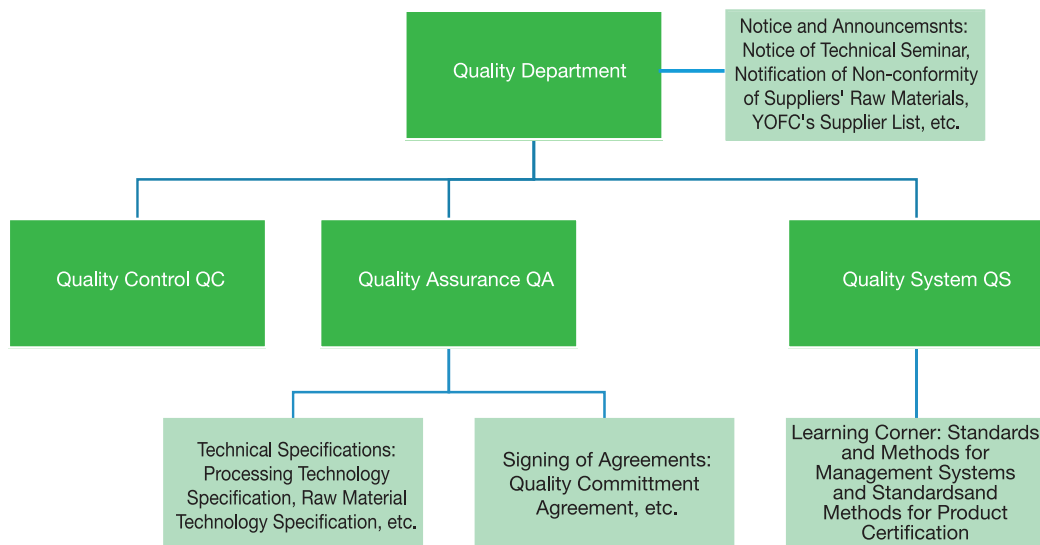 Quality Department
Notice and Announcemsnts:
Notice of Technical Seminar,
Notification of Non-conformity
of Suppliers' Raw Materials,
YOFC's Supplier List, etc.
Quality Control QC
Quality Assurance QA
Quality System QS
Technical Specifications:
Processing Technology
Specification, Raw Material
Technology Specification, etc.
Signing of Agreements:
Quality Committment
Agreement, etc.
Learning Corner: Standards
and Methods for
Management Systems
and Standardsand
Methods for Product
Certification